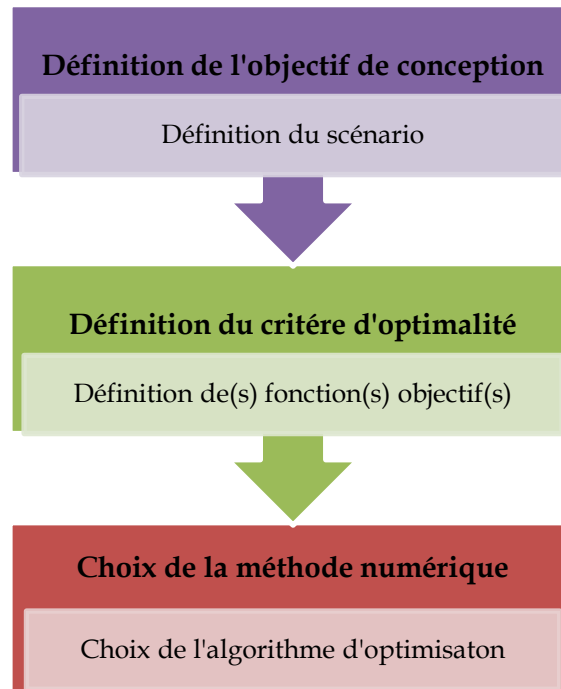 Définition de l'objectif de conception
Définition du scénario
Définition du critére d'optimalité
Définition de(s) fonction(s) objectif(s)
Choix de la méthode numérique
Choix de l'algorithme d'optimisaton